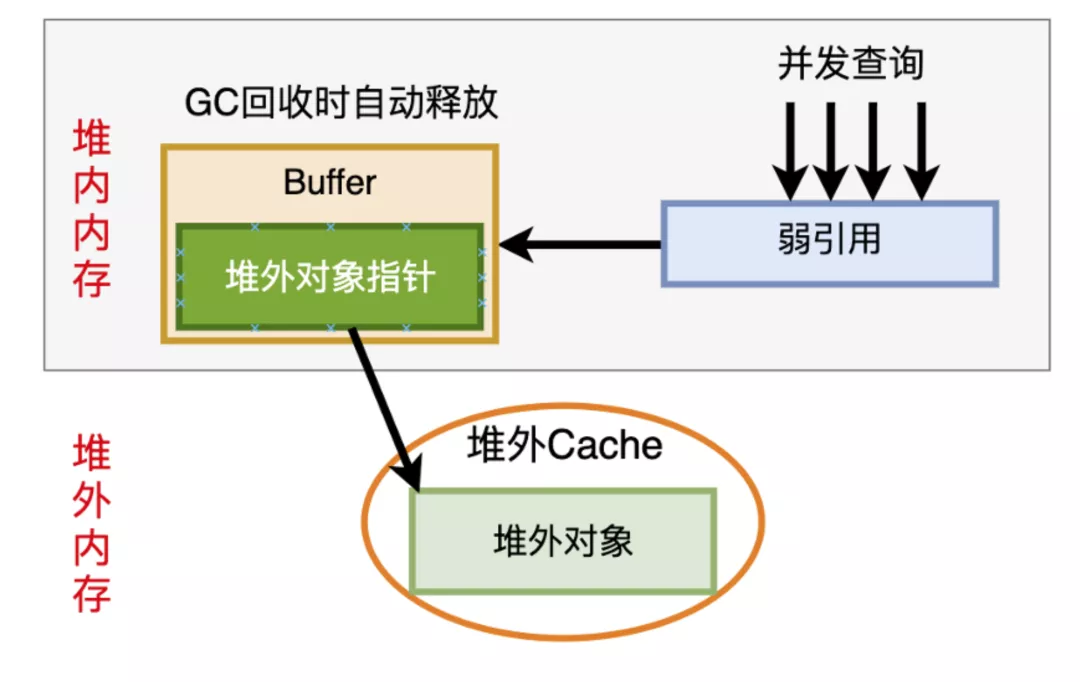 并发查询
GC回收时自动释放
堆内内存
Buffer
弱引用
堆外对象指针
堆外Cache
堆外内存
堆外对象